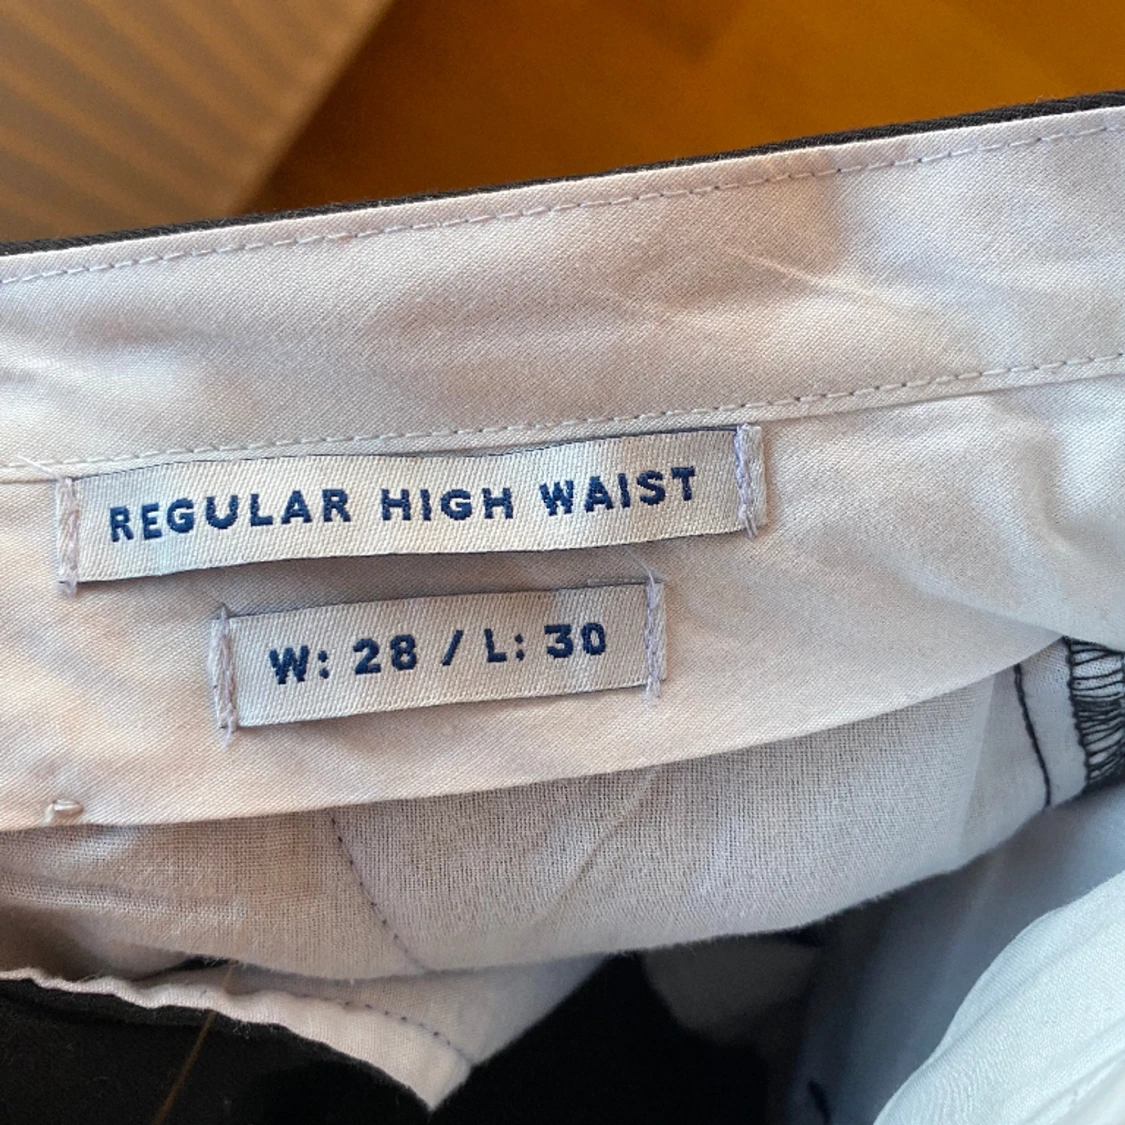 REGULAR HIGH WAIST
W: 28 / L: 30